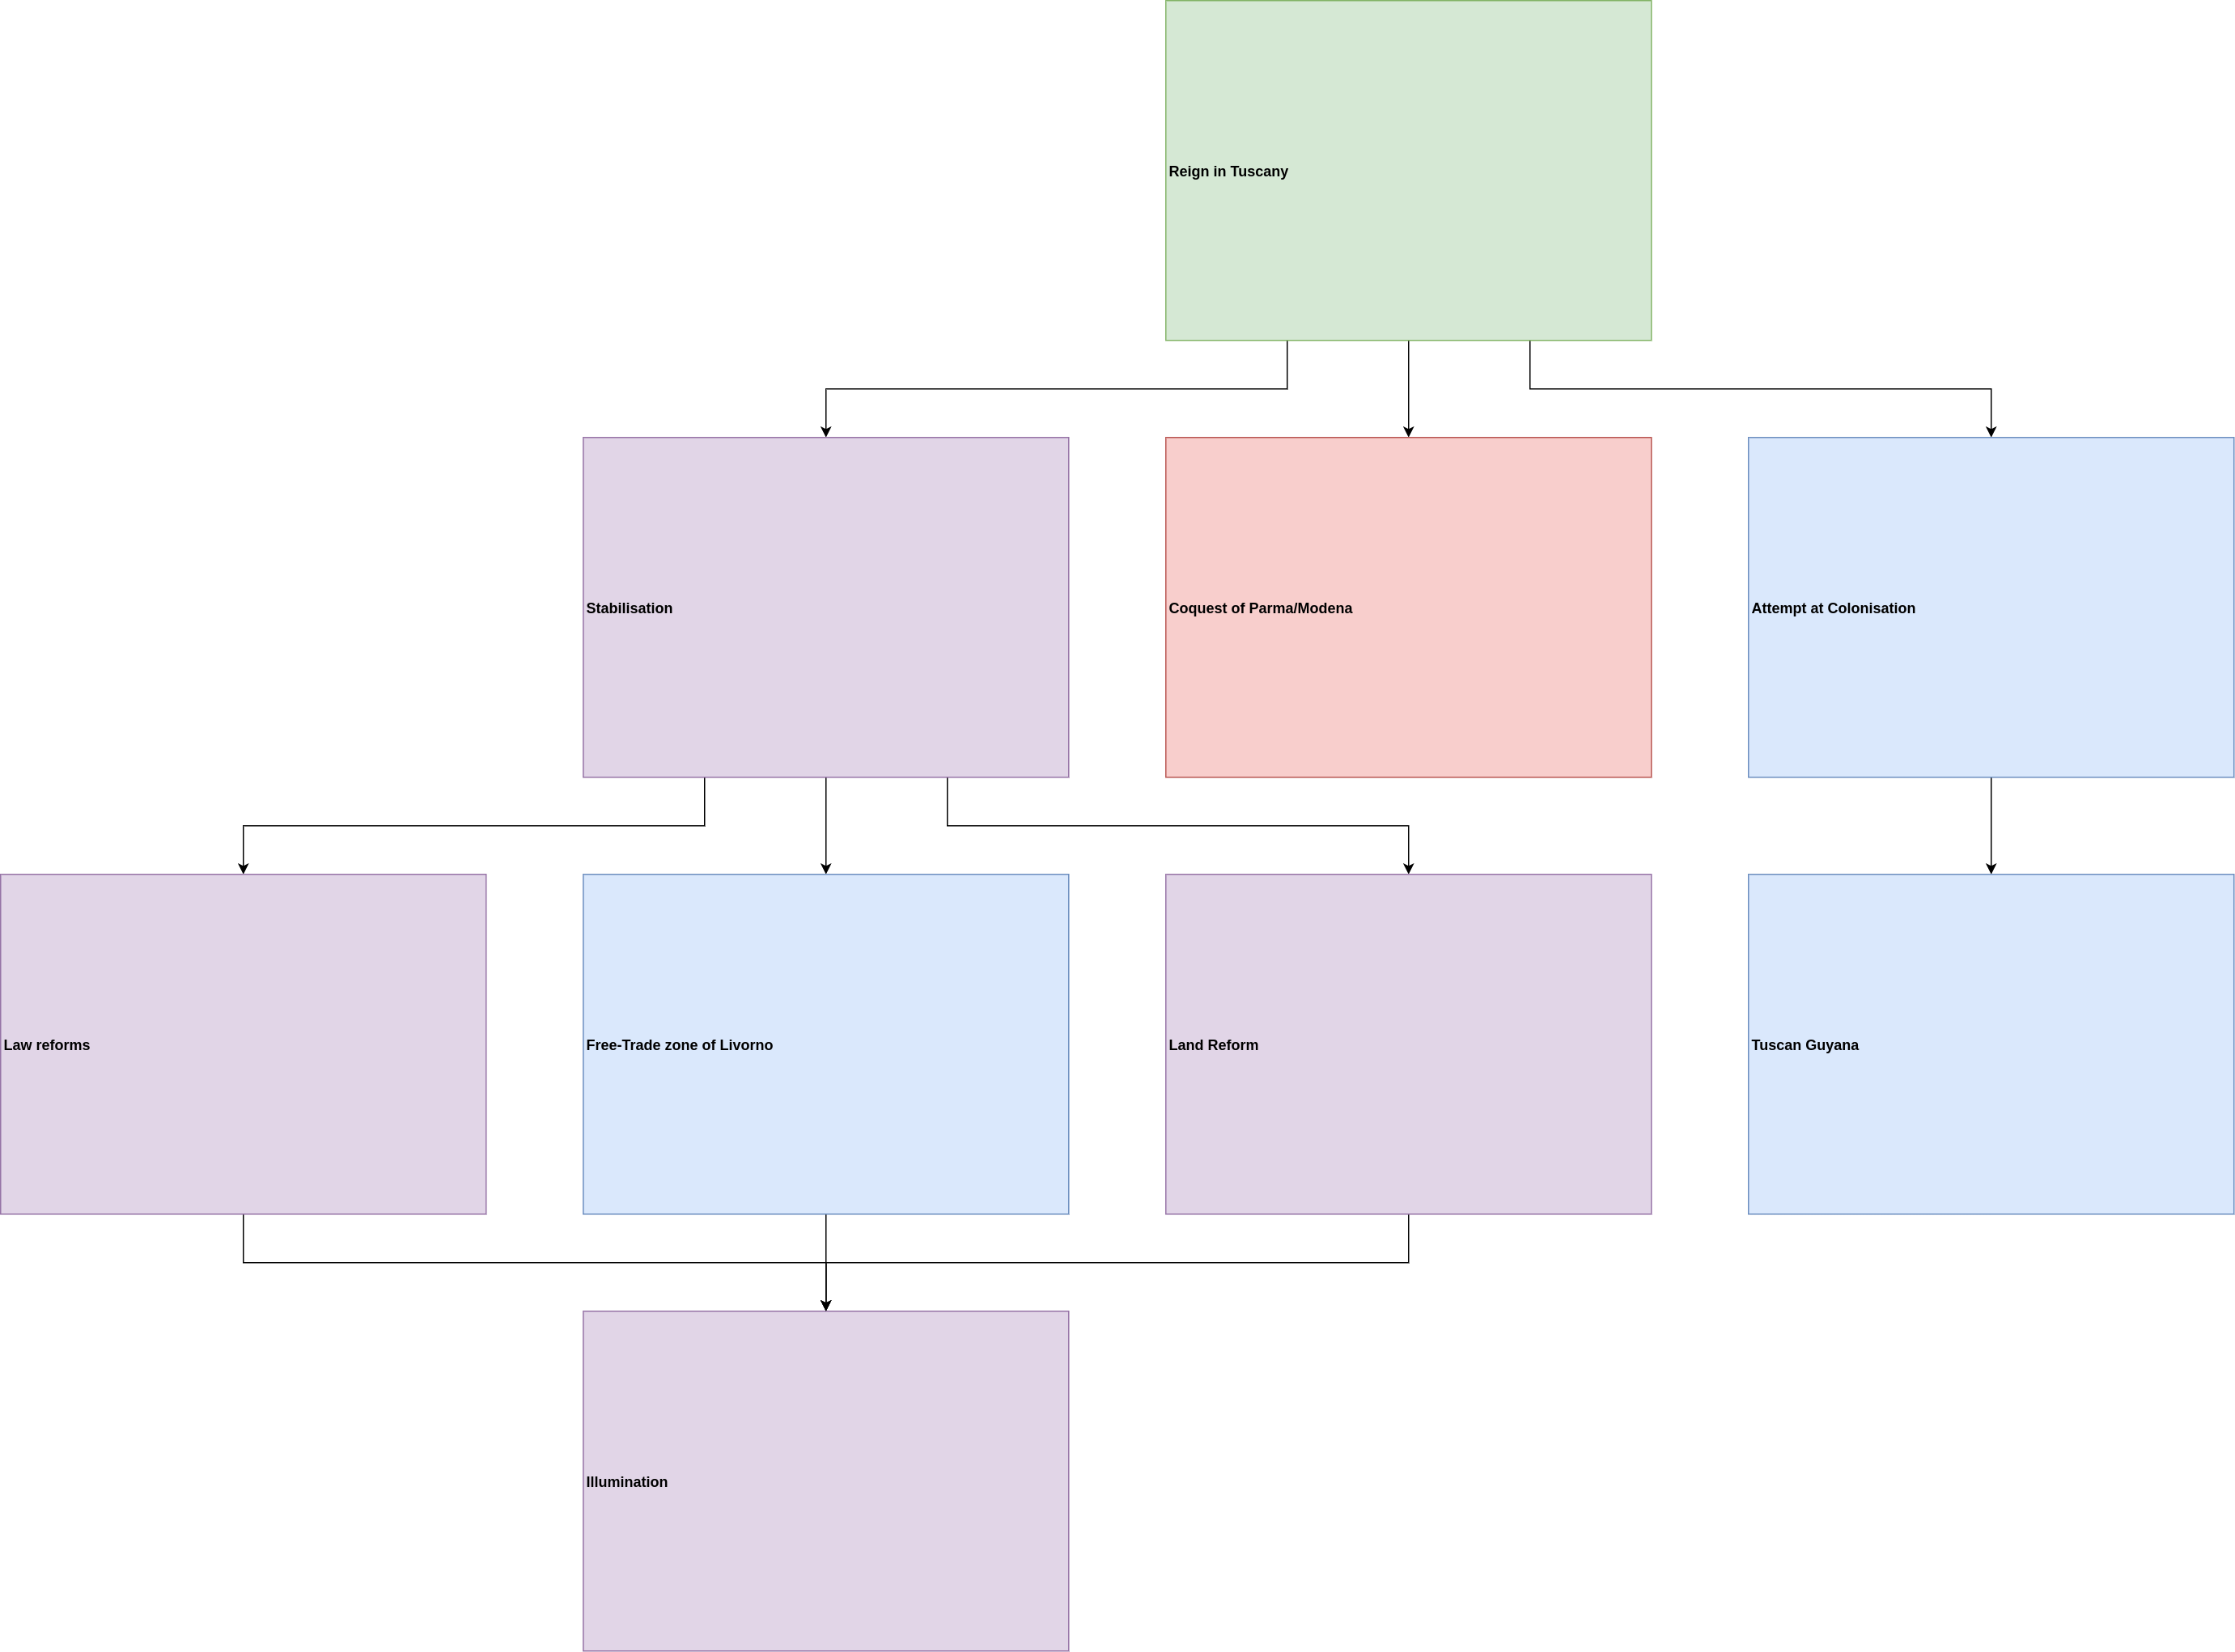 Reign in Tuscany
Stabilisation
Coquest of Parma/Modena
Attempt at Colonisation
Law reforms
Free-Trade zone of Livorno
Land Reform
Tuscan Guyana
Illumination